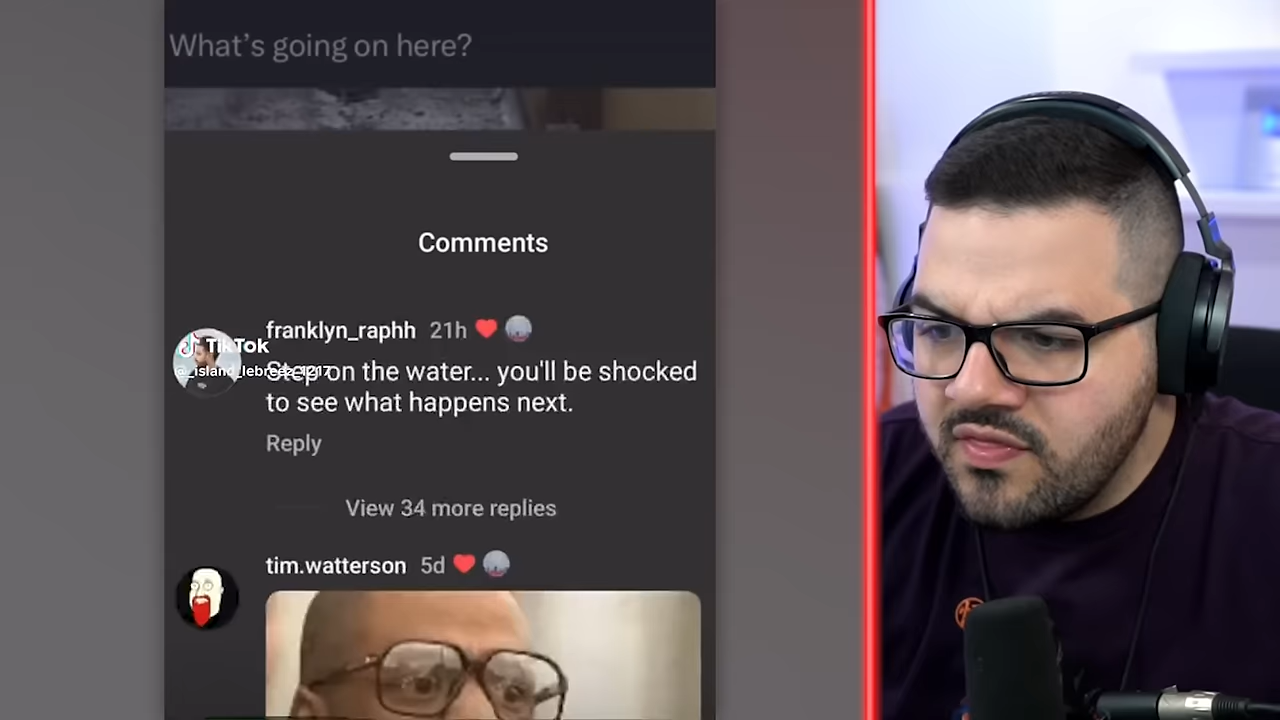 What's going on here?
Comments
franklyn_raphh 21h
TikTok
@_island_lebreez_1217
Step on the water... you'll be shocked
to see what happens next.
Reply
View 34 more replies
tim.watterson 5d